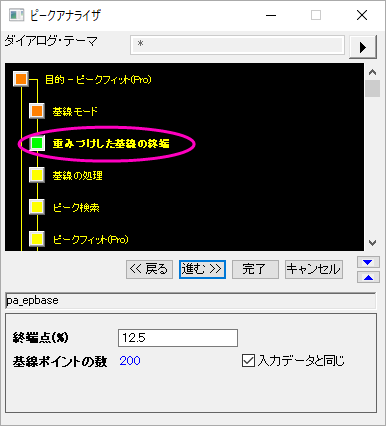 ピークアナライザ
ダイアログ・テーマ
*
目的 - ピークフィット(Pro)
基線モード
重みづけした基線の終端
基線の処理
ピーク検索
ピークフィット(Pro)
<< 戻る 進む >> 完了 キャンセル
pa_epbase
終端点(%) 12.5
基線ポイントの数 200 入力データと同じ